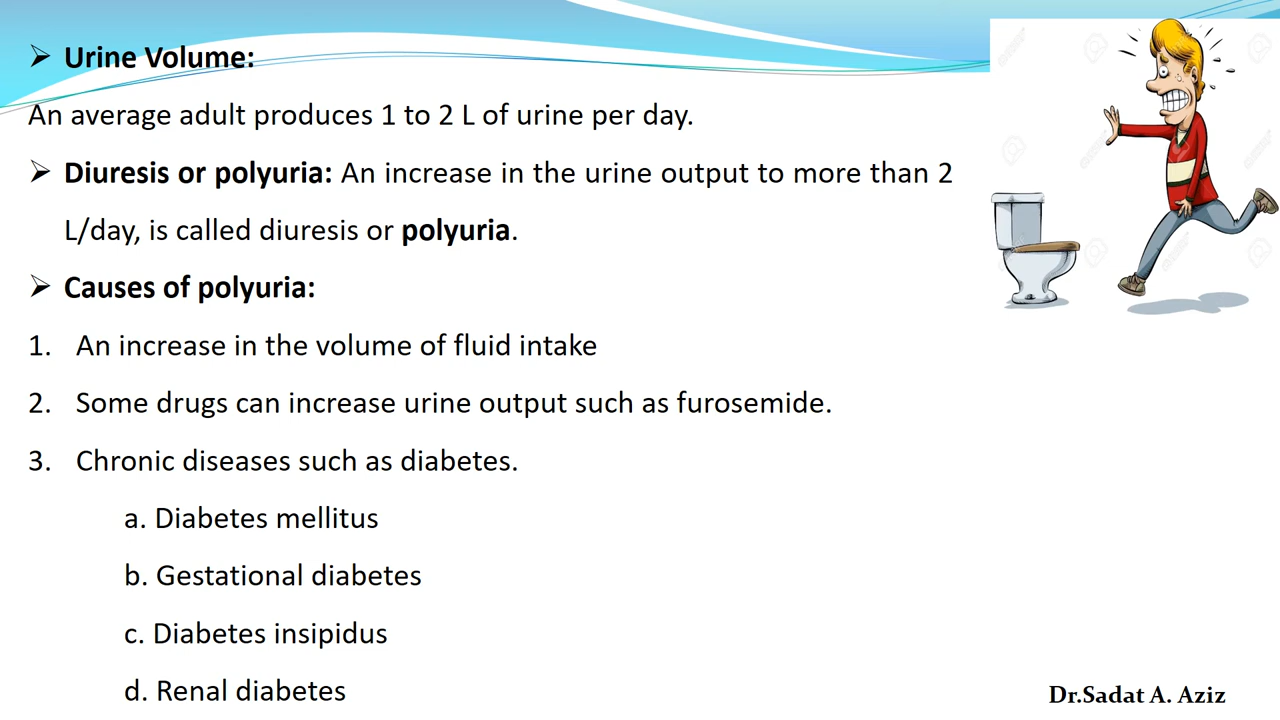 ➢ Urine Volume:
An average adult produces 1 to 2 L of urine per day.
➢ Diuresis or polyuria: An increase in the urine output to more than 2
L/day, is called diuresis or polyuria.
➢ Causes of polyuria:
1. An increase in the volume of fluid intake
2. Some drugs can increase urine output such as furosemide.
3. Chronic diseases such as diabetes.
a. Diabetes mellitus
b. Gestational diabetes
c. Diabetes insipidus
d. Renal diabetes
Dr.Sadat A. Aziz